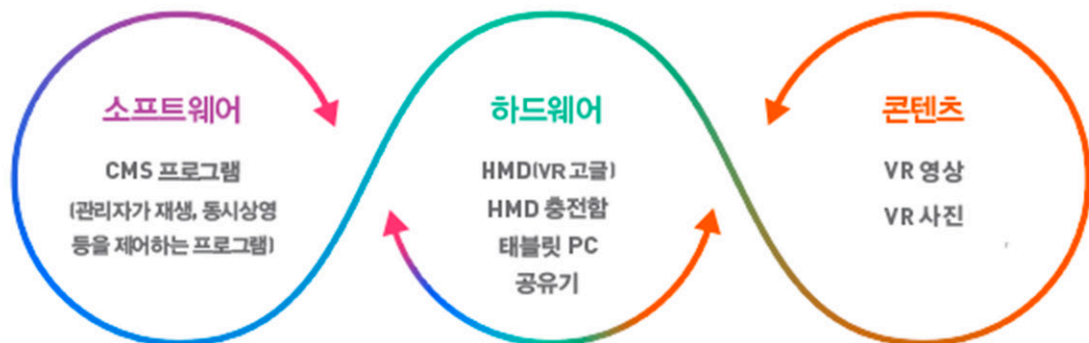 소프트웨어
CMS 프로그램
(관리자가 재생, 동시상영
등을 제어하는 프로그램)
하드웨어
HMD(VR 고글)
HMD 충전함
태블릿 PC
공유기
콘텐츠
VR 영상
VR 사진